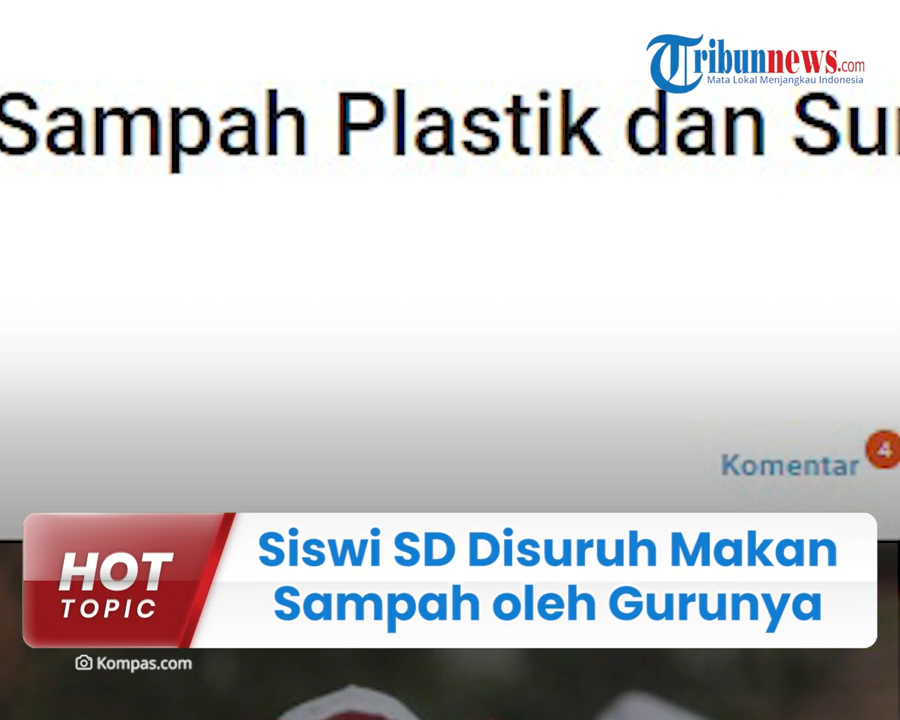 Tribunnews.com
Mata Lokal Menjangkau Indonesia
Sampah Plastik dan
Komentar 4
HOT
TOPIC
Siswi SD Disuruh Makan
Sampah oleh Gurunya
Kompas.com